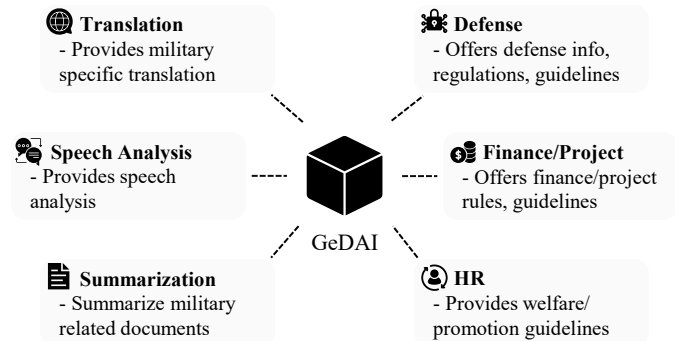 Translation
- Provides military
specific translation
Defense
- Offers defense info,
regulations, guidelines
Speech Analysis
- Provides speech
analysis
Finance/Project
- Offers finance/project
rules, guidelines
GeDAI
Summarization
- Summarize military
related documents
HR
- Provides welfare/
promotion guidelines